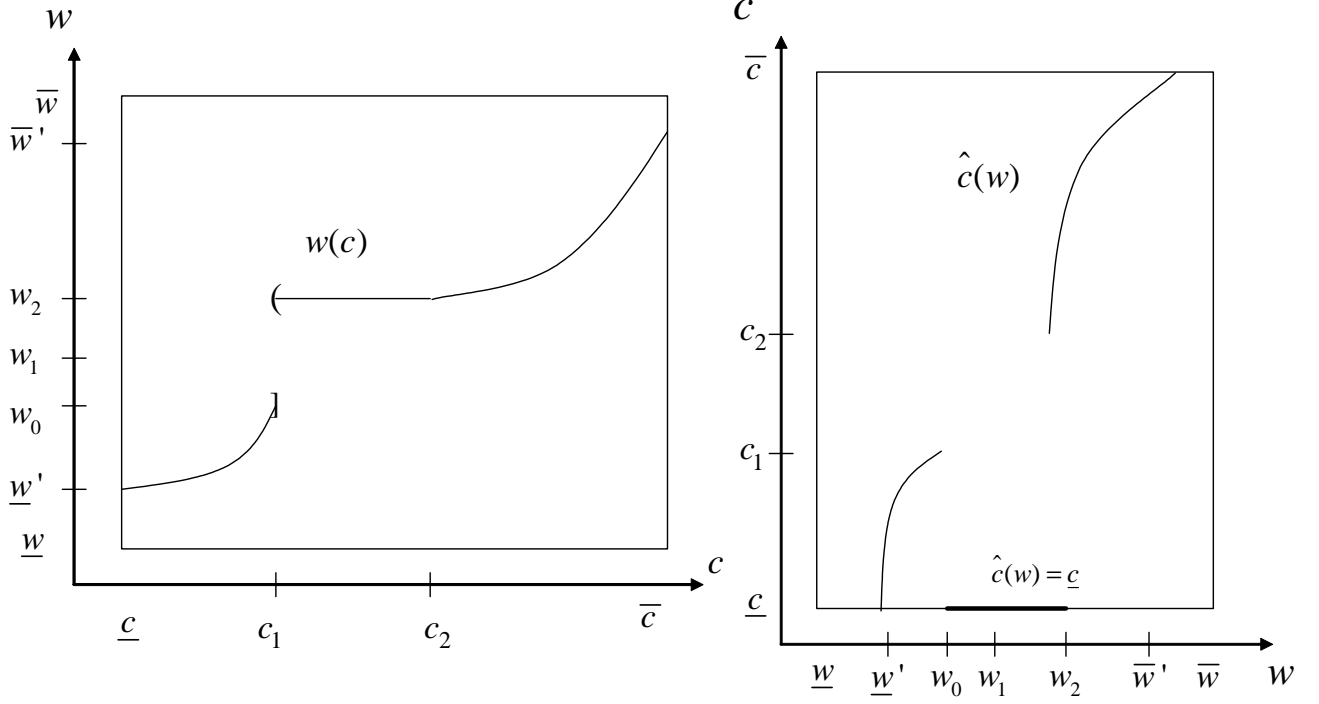 w
w̅
w̅ '
w(c)
w₂
w₁
w₀
w̲ '
w̲
(
]
c
c̲
c₁
c₂
c̅
c
c̅
ĉ(w)
c₂
c₁
ĉ(w) = c̲
c̲
w̲
w̲ '
w₀
w₁
w₂
w̅ '
w̅
w